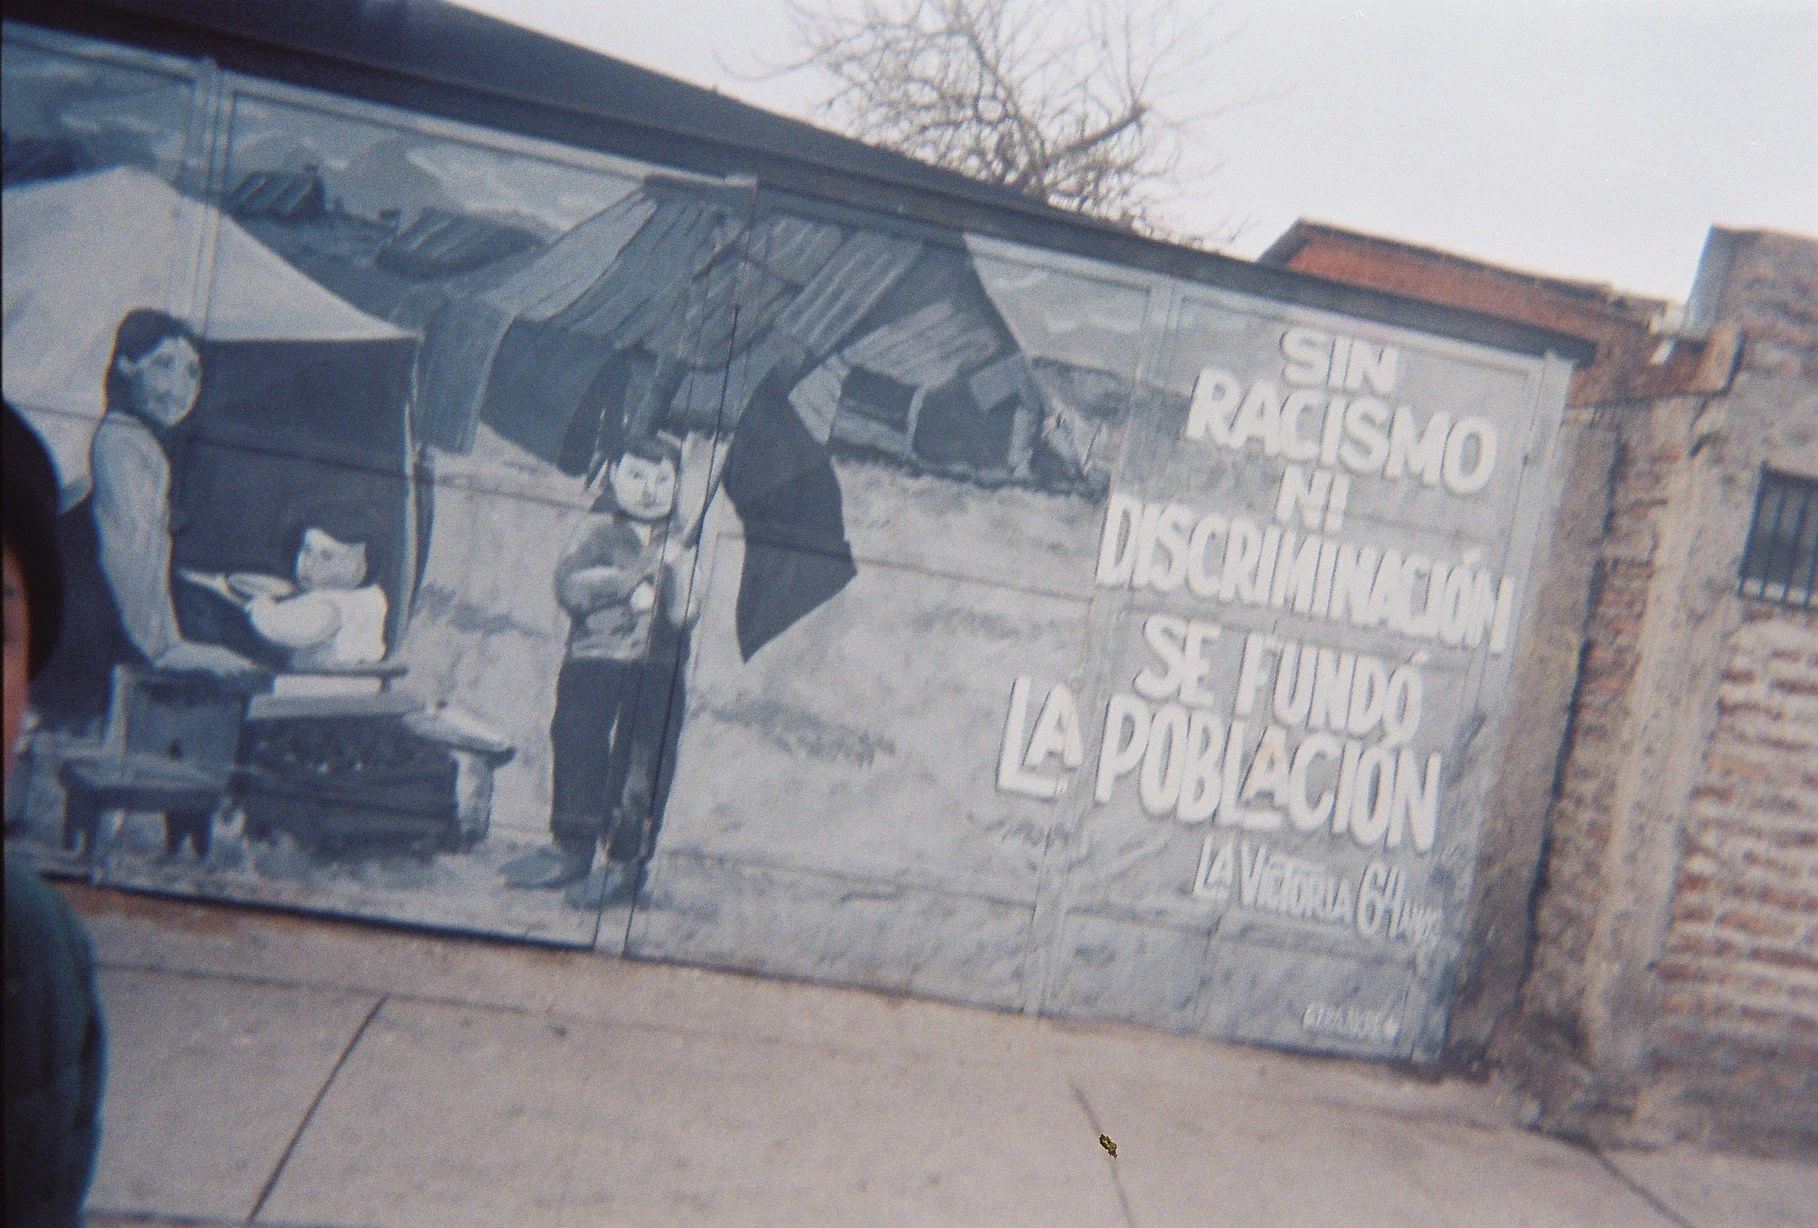 SIN
RACISMO
NI
DISCRIMINACIÓN
SE FUNDÓ
LA POBLACIÓN
LA VICTORIA 64 AÑOS